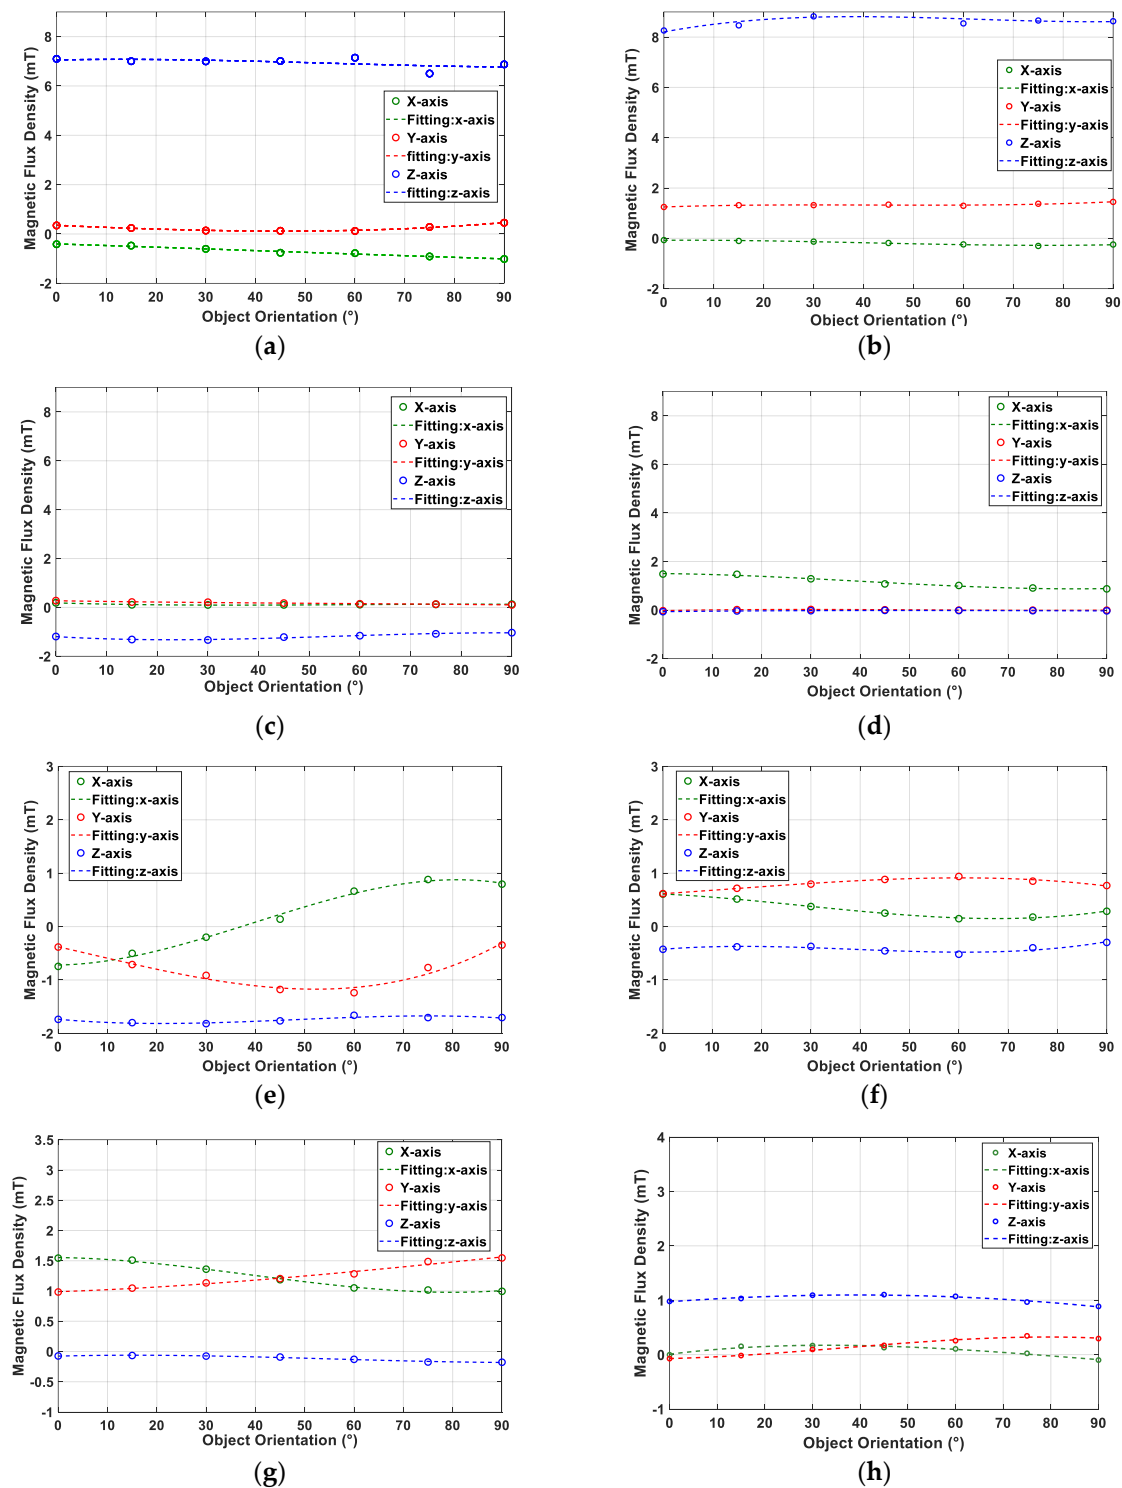 8
6
4
2
0
-2
0 10 20 30 40 50 60 70 80 90
Magnetic Flux Density (mT)
Object Orientation (°)
X-axis
Fitting:x-axis
Y-axis
fitting:y-axis
Z-axis
fitting:z-axis
(a)
8
6
4
2
0
-2
0 10 20 30 40 50 60 70 80 90
Magnetic Flux Density (mT)
Object Orientation (°)
X-axis
Fitting:x-axis
Y-axis
Fitting:y-axis
Z-axis
Fitting:z-axis
(b)
8
6
4
2
0
-2
0 10 20 30 40 50 60 70 80 90
Magnetic Flux Density (mT)
Object Orientation (°)
X-axis
Fitting:x-axis
Y-axis
Fitting:y-axis
Z-axis
Fitting:z-axis
(c)
8
6
4
2
0
-2
0 10 20 30 40 50 60 70 80 90
Magnetic Flux Density (mT)
Object Orientation (°)
X-axis
Fitting:x-axis
Y-axis
Fitting:y-axis
Z-axis
Fitting:z-axis
(d)
3
2
1
0
-1
-2
0 10 20 30 40 50 60 70 80 90
Magnetic Flux Density (mT)
Object Orientation (°)
X-axis
Fitting:x-axis
Y-axis
Fitting:y-axis
Z-axis
Fitting:z-axis
(e)
3
2
1
0
-1
-2
0 10 20 30 40 50 60 70 80 90
Magnetic Flux Density (mT)
Object Orientation (°)
X-axis
Fitting:x-axis
Y-axis
Fitting:y-axis
Z-axis
Fitting:z-axis
(f)
3.5
3
2.5
2
1.5
1
0.5
0
-0.5
-1
0 10 20 30 40 50 60 70 80 90
Magnetic Flux Density (mT)
Object Orientation (°)
X-axis
Fitting:x-axis
Y-axis
Fitting:y-axis
Z-axis
Fitting:z-axis
(g)
4
3
2
1
0
-1
0 10 20 30 40 50 60 70 80 90
Magnetic Flux Density (mT)
Object Orientation (°)
X-axis
Fitting:x-axis
Y-axis
Fitting:y-axis
Z-axis
Fitting:z-axis
(h)